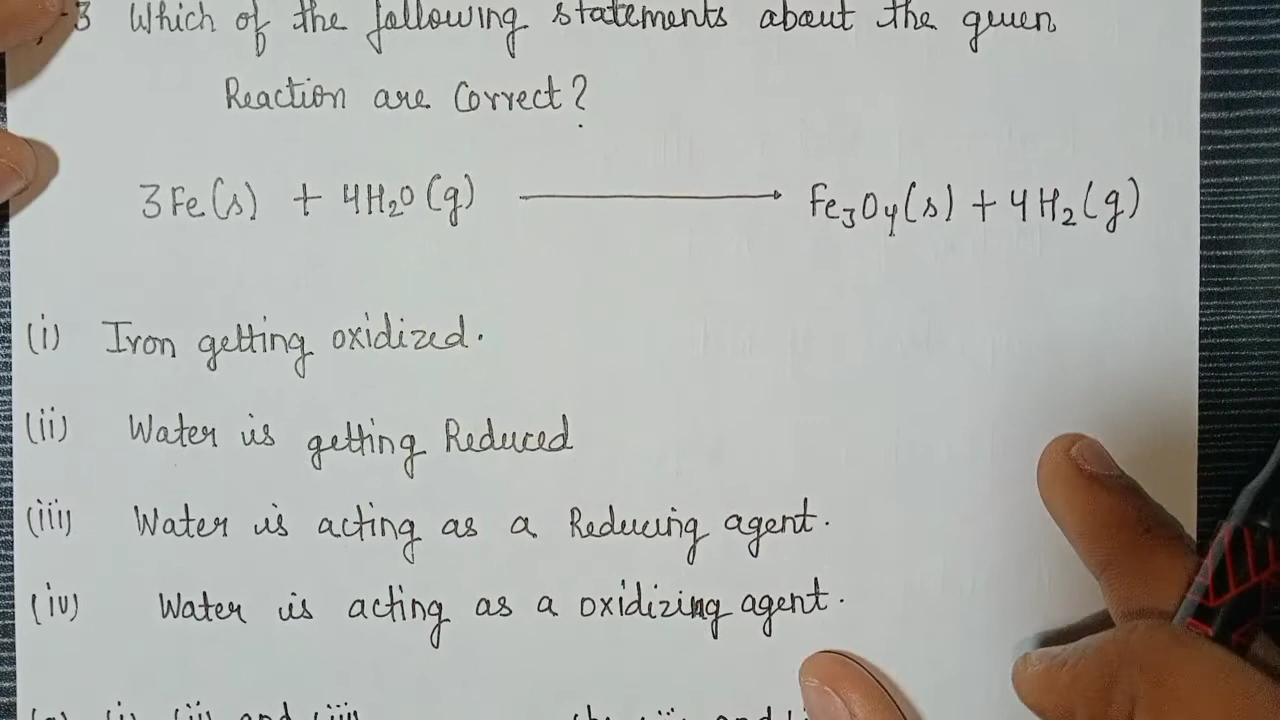 3 Which of the following statements about the given
Reaction are Correct?
3Fe(s) + 4H₂O(g) ⟶ Fe₃O₄(s) + 4H₂(g)
(i) Iron getting oxidized.
(ii) Water is getting Reduced
(iii) Water is acting as a Reducing agent.
(iv) Water is acting as a oxidizing agent.